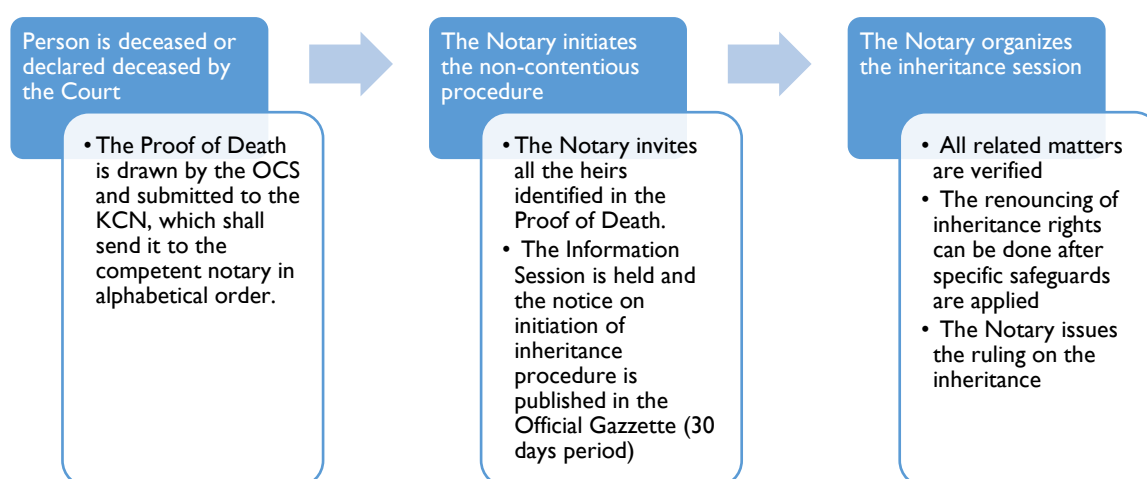 Person is deceased or
declared deceased by
the Court
• The Proof of Death
is drawn by the OCS
and submitted to the
KCN, which shall
send it to the
competent notary in
alphabetical order.
The Notary initiates
the non-contentious
procedure
• The Notary invites
all the heirs
identified in the
Proof of Death.
• The Information
Session is held and
the notice on
initiation of
inheritance
procedure is
published in the
Official Gazzette (30
days period)
The Notary organizes
the inheritance session
• All related matters
are verified
• The renouncing of
inheritance rights
can be done after
specific safeguards
are applied
• The Notary issues
the ruling on the
inheritance